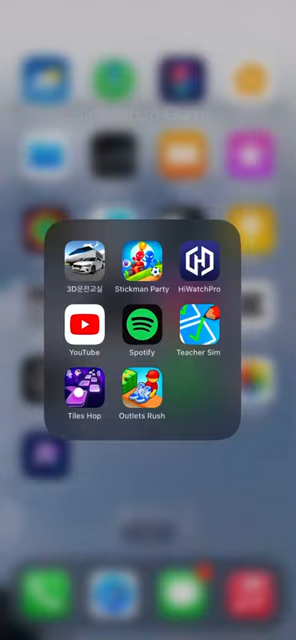 3D운전교실
Stickman Party
HiWatchPro
YouTube
Spotify
Teacher Sim
Tiles Hop
Outlets Rush